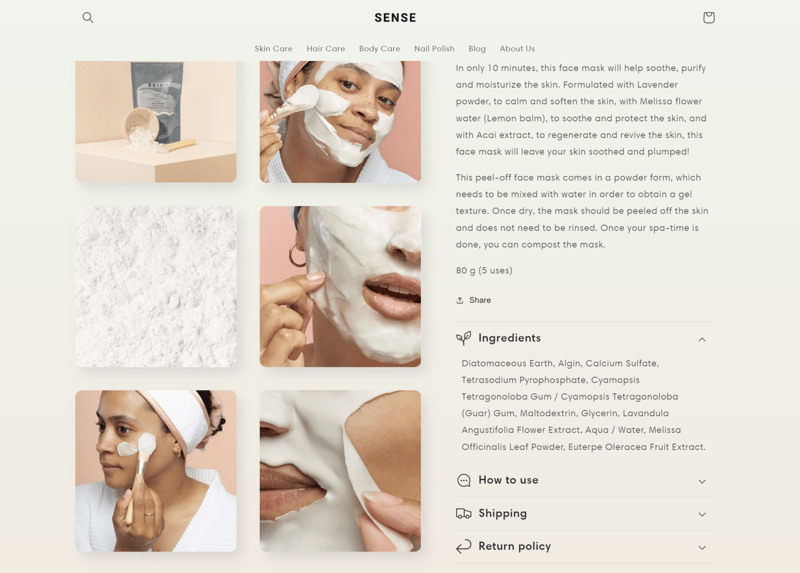 SENSE
Skin Care Hair Care Body Care Nail Polish Blog About Us
In only 10 minutes, this face mask will help soothe, purify
and moisturize the skin. Formulated with Lavender
powder, to calm and soften the skin, with Melissa flower
water (Lemon balm), to soothe and protect the skin, and
with Acai extract, to regenerate and revive the skin, this
face mask will leave your skin soothed and plumped!
This peel-off face mask comes in a powder form, which
needs to be mixed with water in order to obtain a gel
texture. Once dry, the mask should be peeled off the skin
and does not need to be rinsed. Once your spa-time is
done, you can compost the mask.
80 g (5 uses)
Share
Ingredients
Diatomaceous Earth, Algin, Calcium Sulfate,
Tetrasodium Pyrophosphate, Cyamopsis
Tetragonoloba Gum / Cyamopsis Tetragonoloba
(Guar) Gum, Maltodextrin, Glycerin, Lavandula
Angustifolia Flower Extract, Aqua / Water, Melissa
Officinalis Leaf Powder, Euterpe Oleracea Fruit Extract.
How to use
Shipping
Return policy